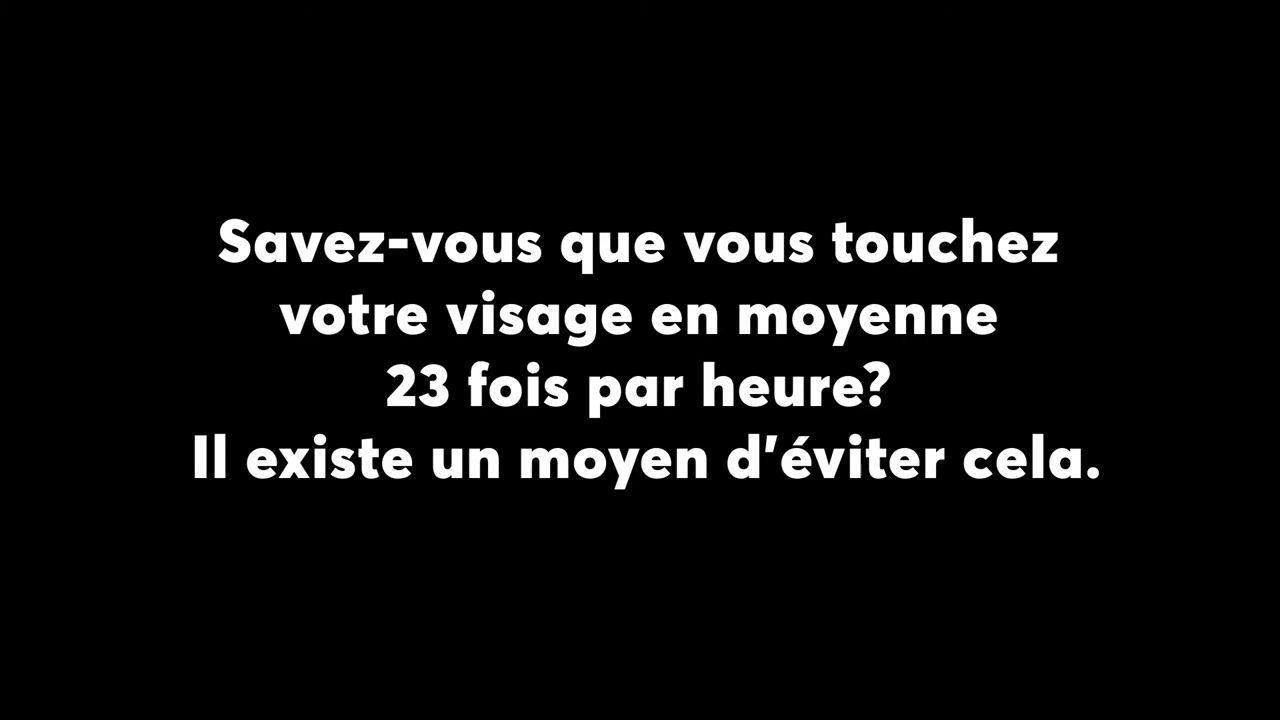 Savez-vous que vous touchez
votre visage en moyenne
23 fois par heure?
Il existe un moyen d’éviter cela.